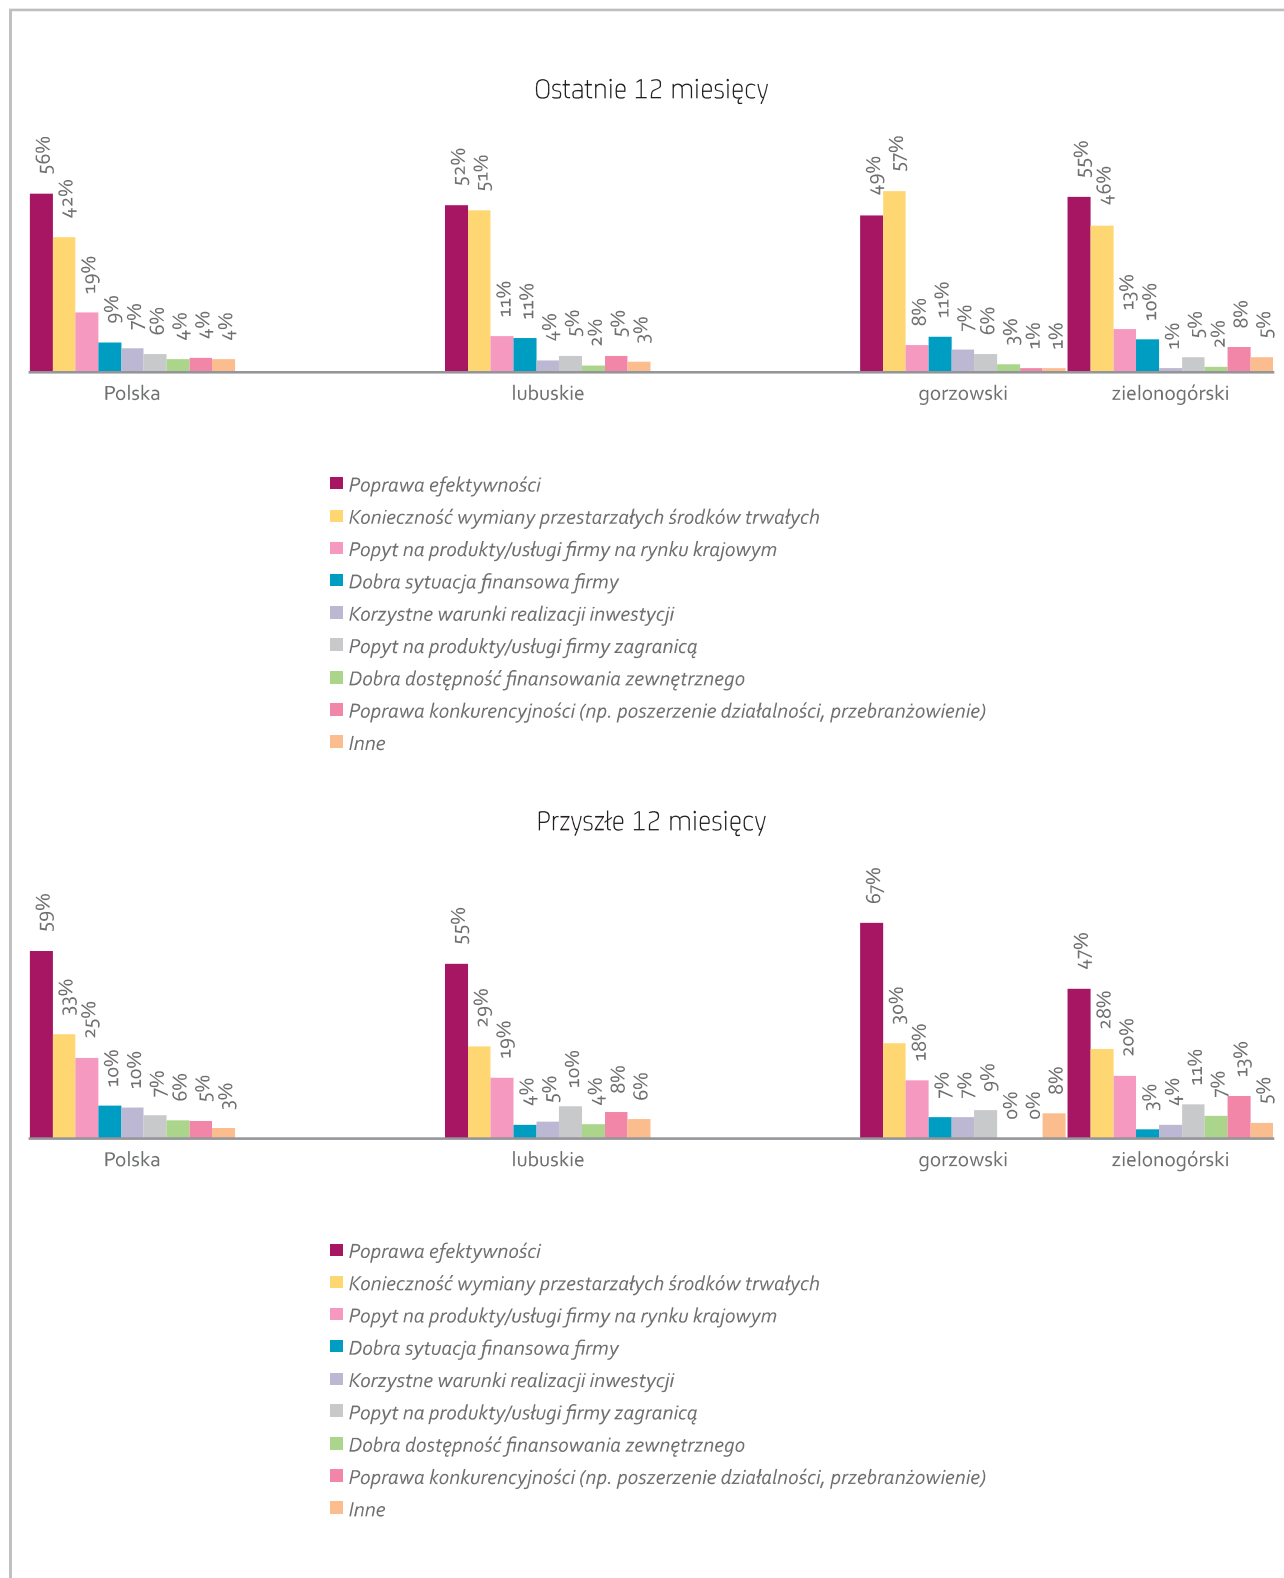 Ostatnie 12 miesięcy
56% 42% 19% 9% 7% 6% 4% 4% 4%
52% 51% 11% 11% 4% 5% 2% 5% 3%
49% 57% 8% 11% 7% 6% 3% 1% 1%
55% 46% 13% 10% 1% 5% 2% 8% 5%
Polska lubuskie gorzowski zielonogórski
Poprawa efektywności
Konieczność wymiany przestarzałych środków trwałych
Popyt na produkty/usługi firmy na rynku krajowym
Dobra sytuacja finansowa firmy
Korzystne warunki realizacji inwestycji
Popyt na produkty/usługi firmy zagranicą
Dobra dostępność finansowania zewnętrznego
Poprawa konkurencyjności (np. poszerzenie działalności, przebranżowienie)
Inne
Przyszłe 12 miesięcy
59% 33% 25% 10% 10% 7% 6% 5% 3%
55% 29% 19% 4% 5% 10% 4% 8% 6%
67% 30% 18% 7% 7% 9% 0% 0% 8%
47% 28% 20% 3% 4% 11% 7% 13% 5%
Polska lubuskie gorzowski zielonogórski
Poprawa efektywności
Konieczność wymiany przestarzałych środków trwałych
Popyt na produkty/usługi firmy na rynku krajowym
Dobra sytuacja finansowa firmy
Korzystne warunki realizacji inwestycji
Popyt na produkty/usługi firmy zagranicą
Dobra dostępność finansowania zewnętrznego
Poprawa konkurencyjności (np. poszerzenie działalności, przebranżowienie)
Inne